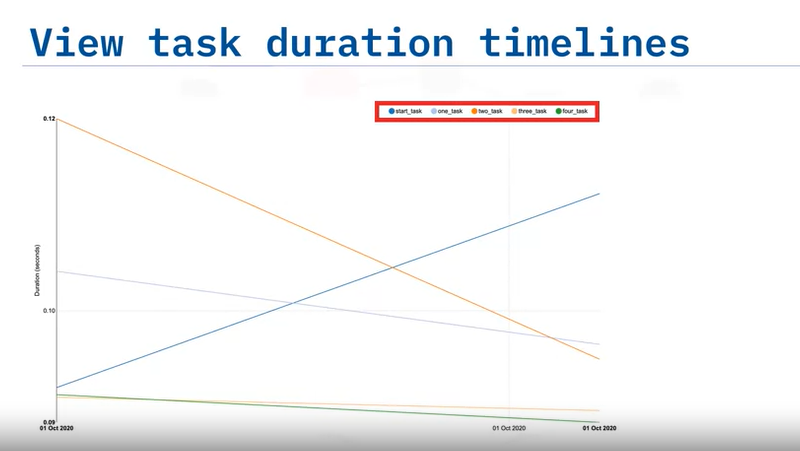 View task duration timelines
start_task one_task two_task three_task four_task
0.12
Duration (seconds)
0.10
0.09
01 Oct 2020 01 Oct 2020 01 Oct 2020